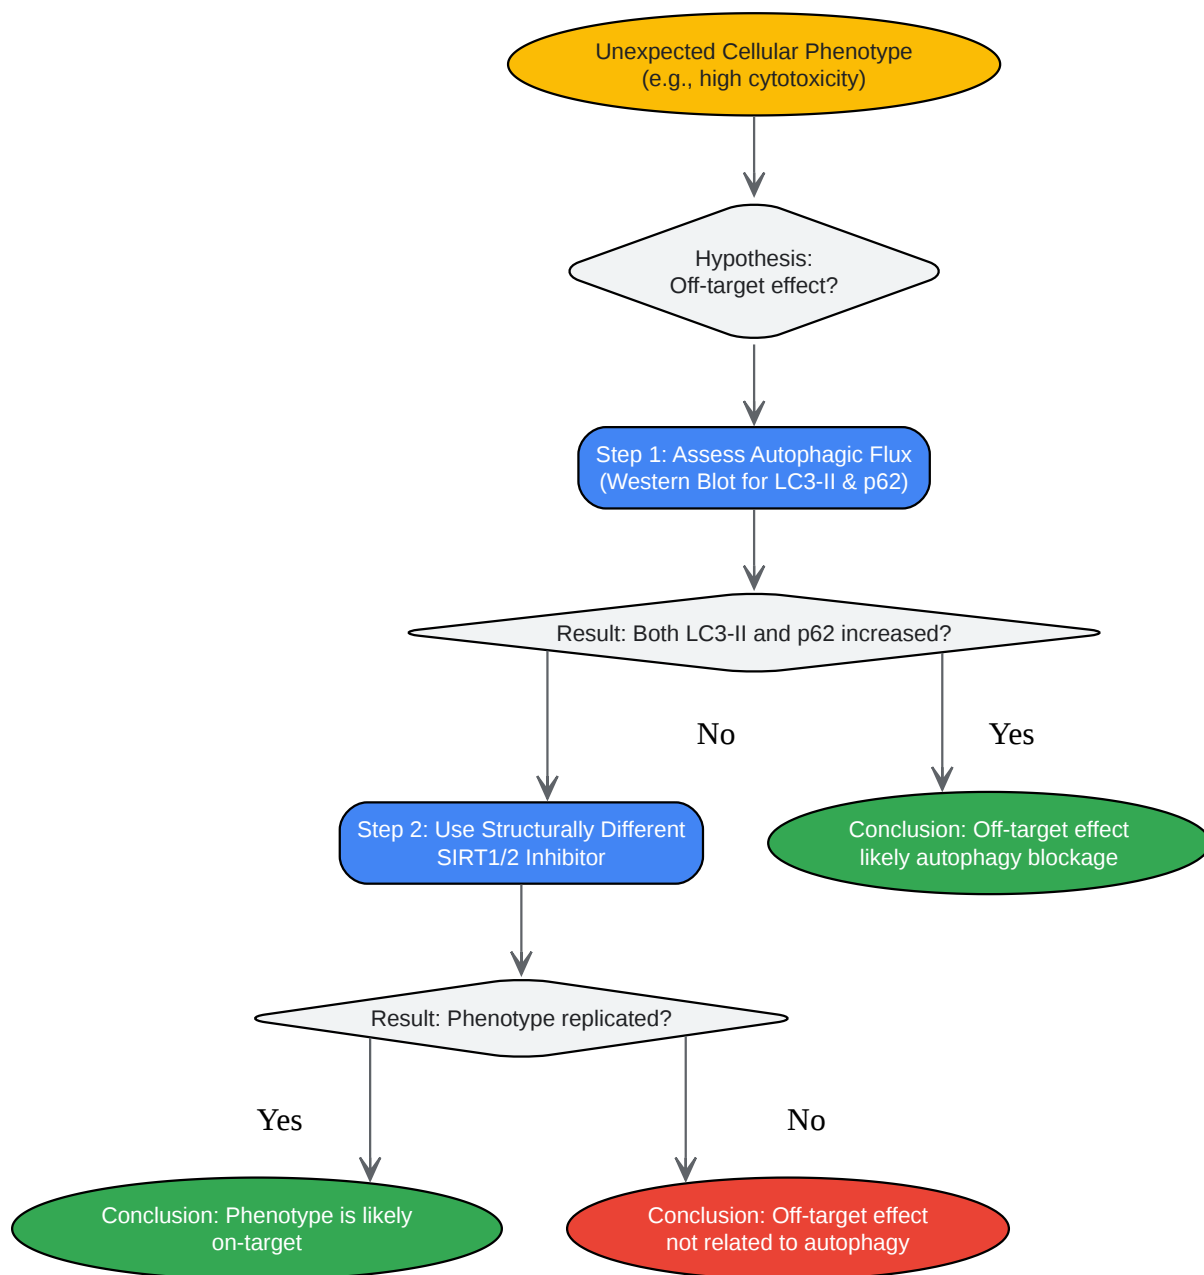 Unexpected Cellular Phenotype
(e.g., high cytotoxicity)
Hypothesis:
Off-target effect?
Step 1: Assess Autophagic Flux
(Western Blot for LC3-II & p62)
Result: Both LC3-II and p62 increased?
No
Yes
Step 2: Use Structurally Different
SIRT1/2 Inhibitor
Conclusion: Off-target effect
likely autophagy blockage
Result: Phenotype replicated?
Yes
No
Conclusion: Phenotype is likely
on-target
Conclusion: Off-target effect
not related to autophagy